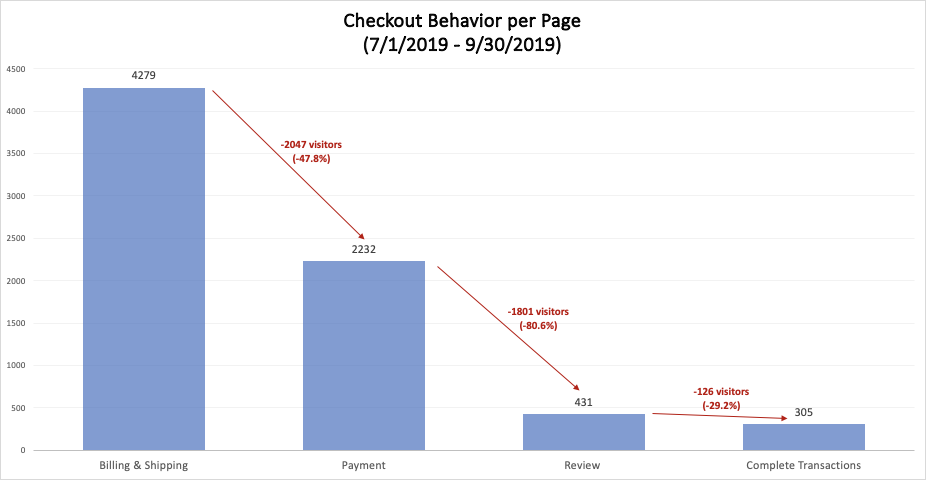 Checkout Behavior per Page
(7/1/2019 - 9/30/2019)
4500
4000
3500
3000
2500
2000
1500
1000
500
0
4279
-2047 visitors
(-47.8%)
2232
-1801 visitors
(-80.6%)
431
-126 visitors
(-29.2%)
305
Billing & Shipping
Payment
Review
Complete Transactions